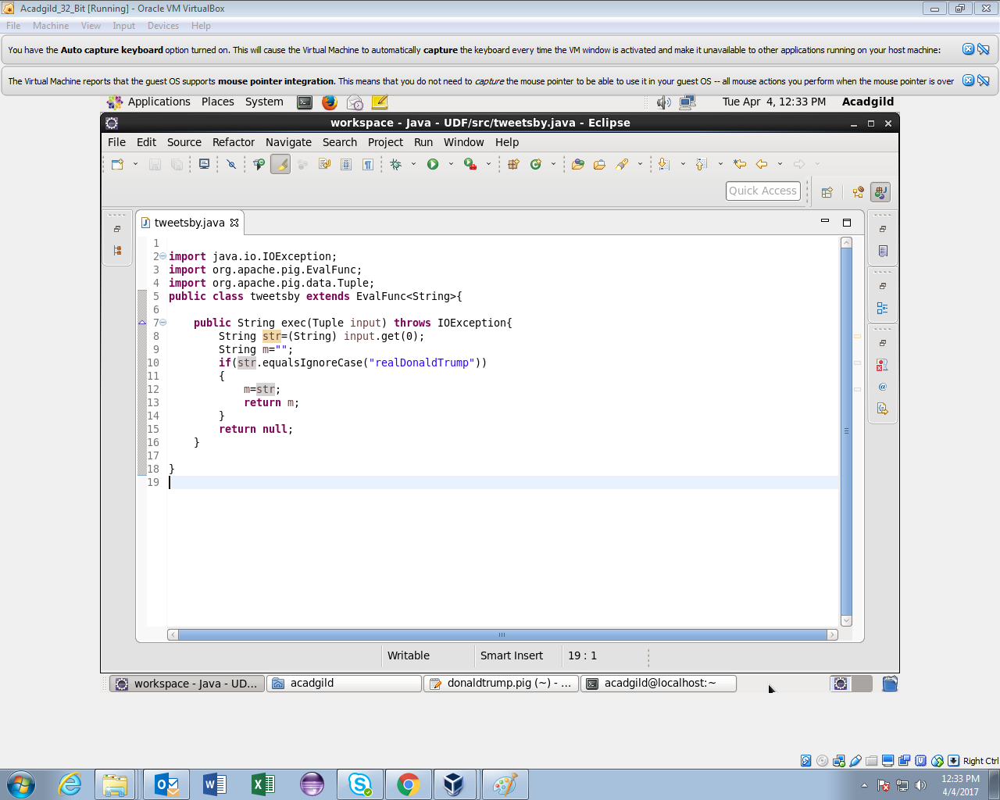 Acadgild_32_Bit [Running] - Oracle VM VirtualBox
File Machine View Input Devices Help
You have the Auto capture keyboard option turned on. This will cause the Virtual Machine to automatically capture the keyboard every time the VM window is activated and make it unavailable to other applications running on your host machine:
The Virtual Machine reports that the guest OS supports mouse pointer integration. This means that you do not need to capture the mouse pointer to be able to use it in your guest OS -- all mouse actions you perform when the mouse pointer is over
Applications Places System Tue Apr 4, 12:33 PM Acadgild
workspace - Java - UDF/src/tweetsby.java - Eclipse
File Edit Source Refactor Navigate Search Project Run Window Help
Quick Access
tweetsby.java
1
2 import java.io.IOException;
3 import org.apache.pig.EvalFunc;
4 import org.apache.pig.data.Tuple;
5 public class tweetsby extends EvalFunc<String>{
6
7 public String exec(Tuple input) throws IOException{
8 String str=(String) input.get(0);
9 String m="";
10 if(str.equalsIgnoreCase("realDonaldTrump"))
11 {
12 m=str;
13 return m;
14 }
15 return null;
16 }
17
18 }
19
Writable Smart Insert 19 : 1
workspace - Java - UD... acadgild donaldtrump.pig (~) - ... acadgild@localhost:~
Right Ctrl
12:33 PM
4/4/2017